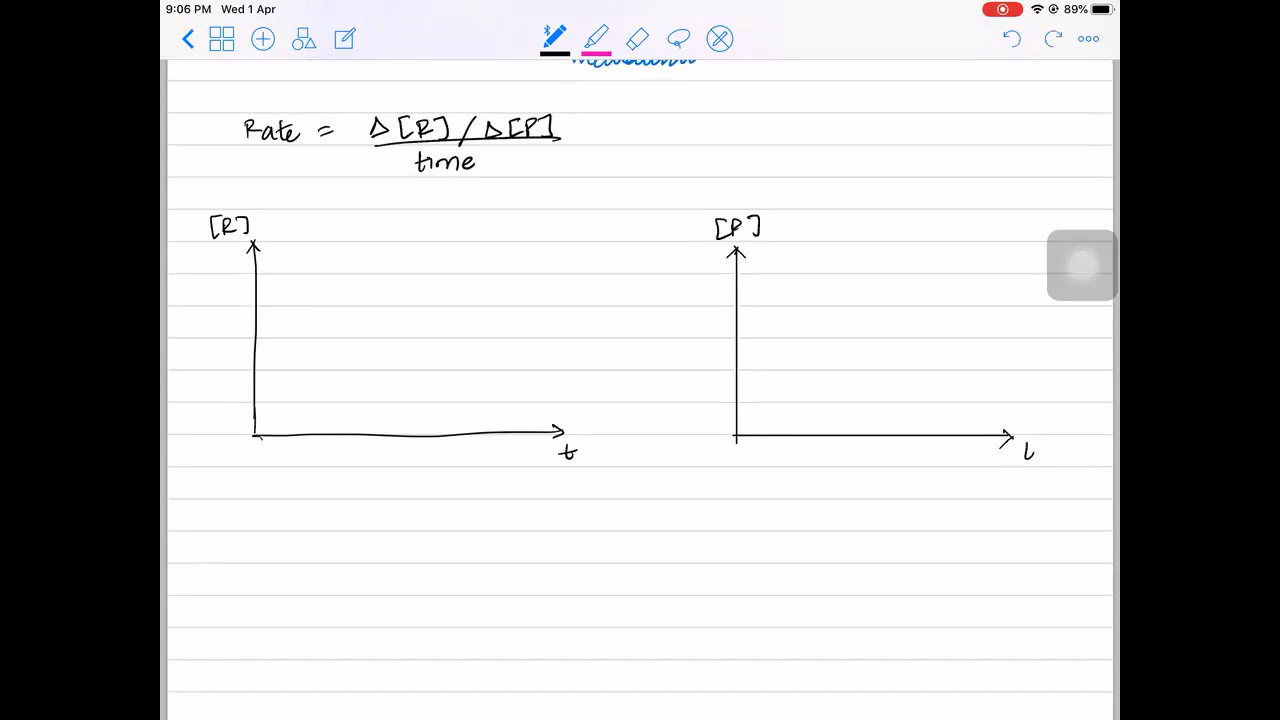 9:06 PM Wed 1 Apr 89%
Rate = Δ[R] / Δ[P]
time
[R] [P]
t